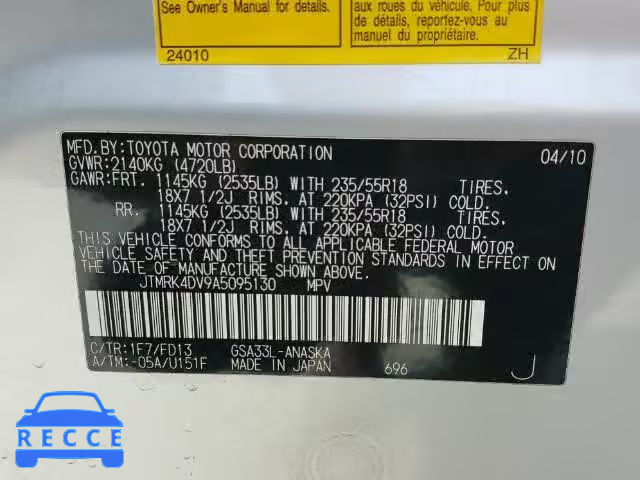 See Owner's Manual for details.
24010
du rembourrage du siège.
Pour plus de détails,
reportez-vous au manuel
du propriétaire.
ZH
MFD. BY:TOYOTA MOTOR CORPORATION 04/10
GVWR:2140KG (4720LB)
GAWR:FRT. 1145KG (2535LB) WITH 235/55R18 TIRES.
18X7 1/2J RIMS. AT 220KPA (32PSI) COLD.
RR. 1145KG (2535LB) WITH 235/55R18 TIRES,
18X7 1/2J RIMS. AT 220KPA (32PSI) COLD.
THIS VEHICLE CONFORMS TO ALL APPLICABLE FEDERAL MOTOR
VEHICLE SAFETY AND THEFT PREVENTION STANDARDS IN EFFECT ON
THE DATE OF MANUFACTURE SHOWN ABOVE.
JTMRK4DV9A5095130 MPV
C/TR:1F7/FD13 GSA33L-ANASKA
A/TM:-05A/U151F MADE IN JAPAN 696 J
BIDFECCE